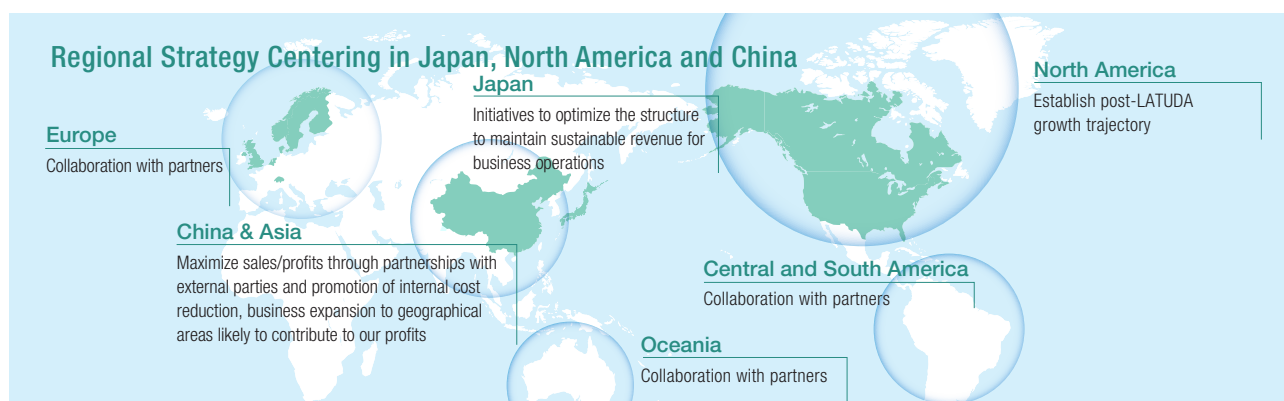 Regional Strategy Centering in Japan, North America and China
Europe
Collaboration with partners
Japan
Initiatives to optimize the structure
to maintain sustainable revenue for
business operations
North America
Establish post-LATUDA
growth trajectory
China & Asia
Maximize sales/profits through partnerships with
external parties and promotion of internal cost
reduction, business expansion to geographical
areas likely to contribute to our profits
Central and South America
Collaboration with partners
Oceania
Collaboration with partners